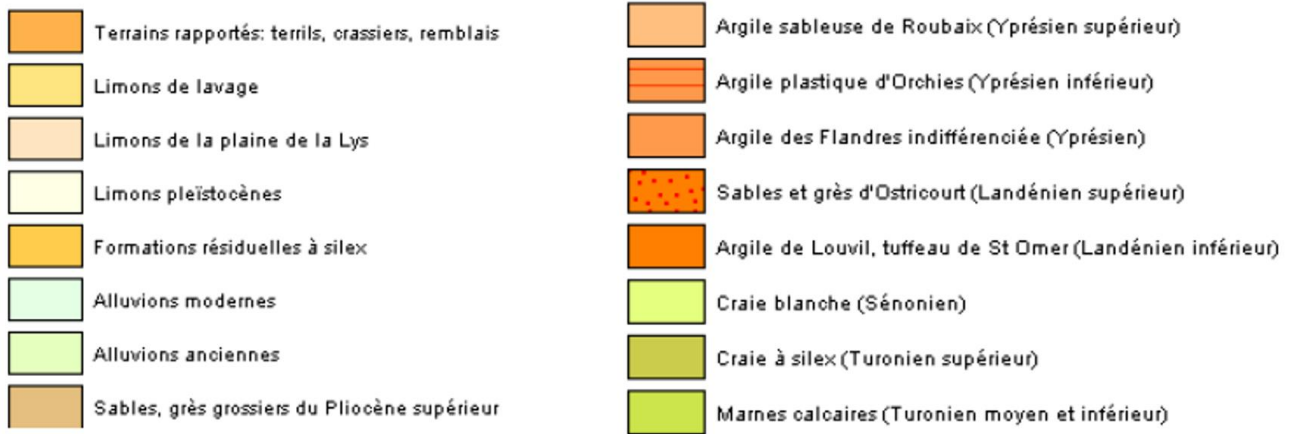 Terrains rapportés: terrils, crassiers, remblais
Limons de lavage
Limons de la plaine de la Lys
Limons pleïstocènes
Formations résiduelles à silex
Alluvions modernes
Alluvions anciennes
Sables, grès grossiers du Pliocène supérieur
Argile sableuse de Roubaix (Yprésien supérieur)
Argile plastique d'Orchies (Yprésien inférieur)
Argile des Flandres indifférenciée (Yprésien)
Sables et grès d'Ostricourt (Landénien supérieur)
Argile de Louvil, tuffeau de St Omer (Landénien inférieur)
Craie blanche (Sénonien)
Craie à silex (Turonien supérieur)
Marnes calcaires (Turonien moyen et inférieur)